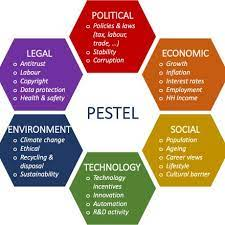 POLITICAL
o Policies & laws
(tax, labour,
trade, ...)
o Stability
o Corruption
LEGAL
o Antitrust
o Labour
o Copyright
o Data protection
o Health & safety
ECONOMIC
o Growth
o Inflation
o Interest rates
o Employment
o HH Income
PESTEL
ENVIRONMENT
o Climate change
o Ethical
o Recycling &
disposal
o Sustainability
SOCIAL
o Population
o Ageing
o Career views
o Lifestyle
o Cultural barrier
TECHNOLOGY
o Technology
incentives
o Innovation
o Automation
o R&D activity